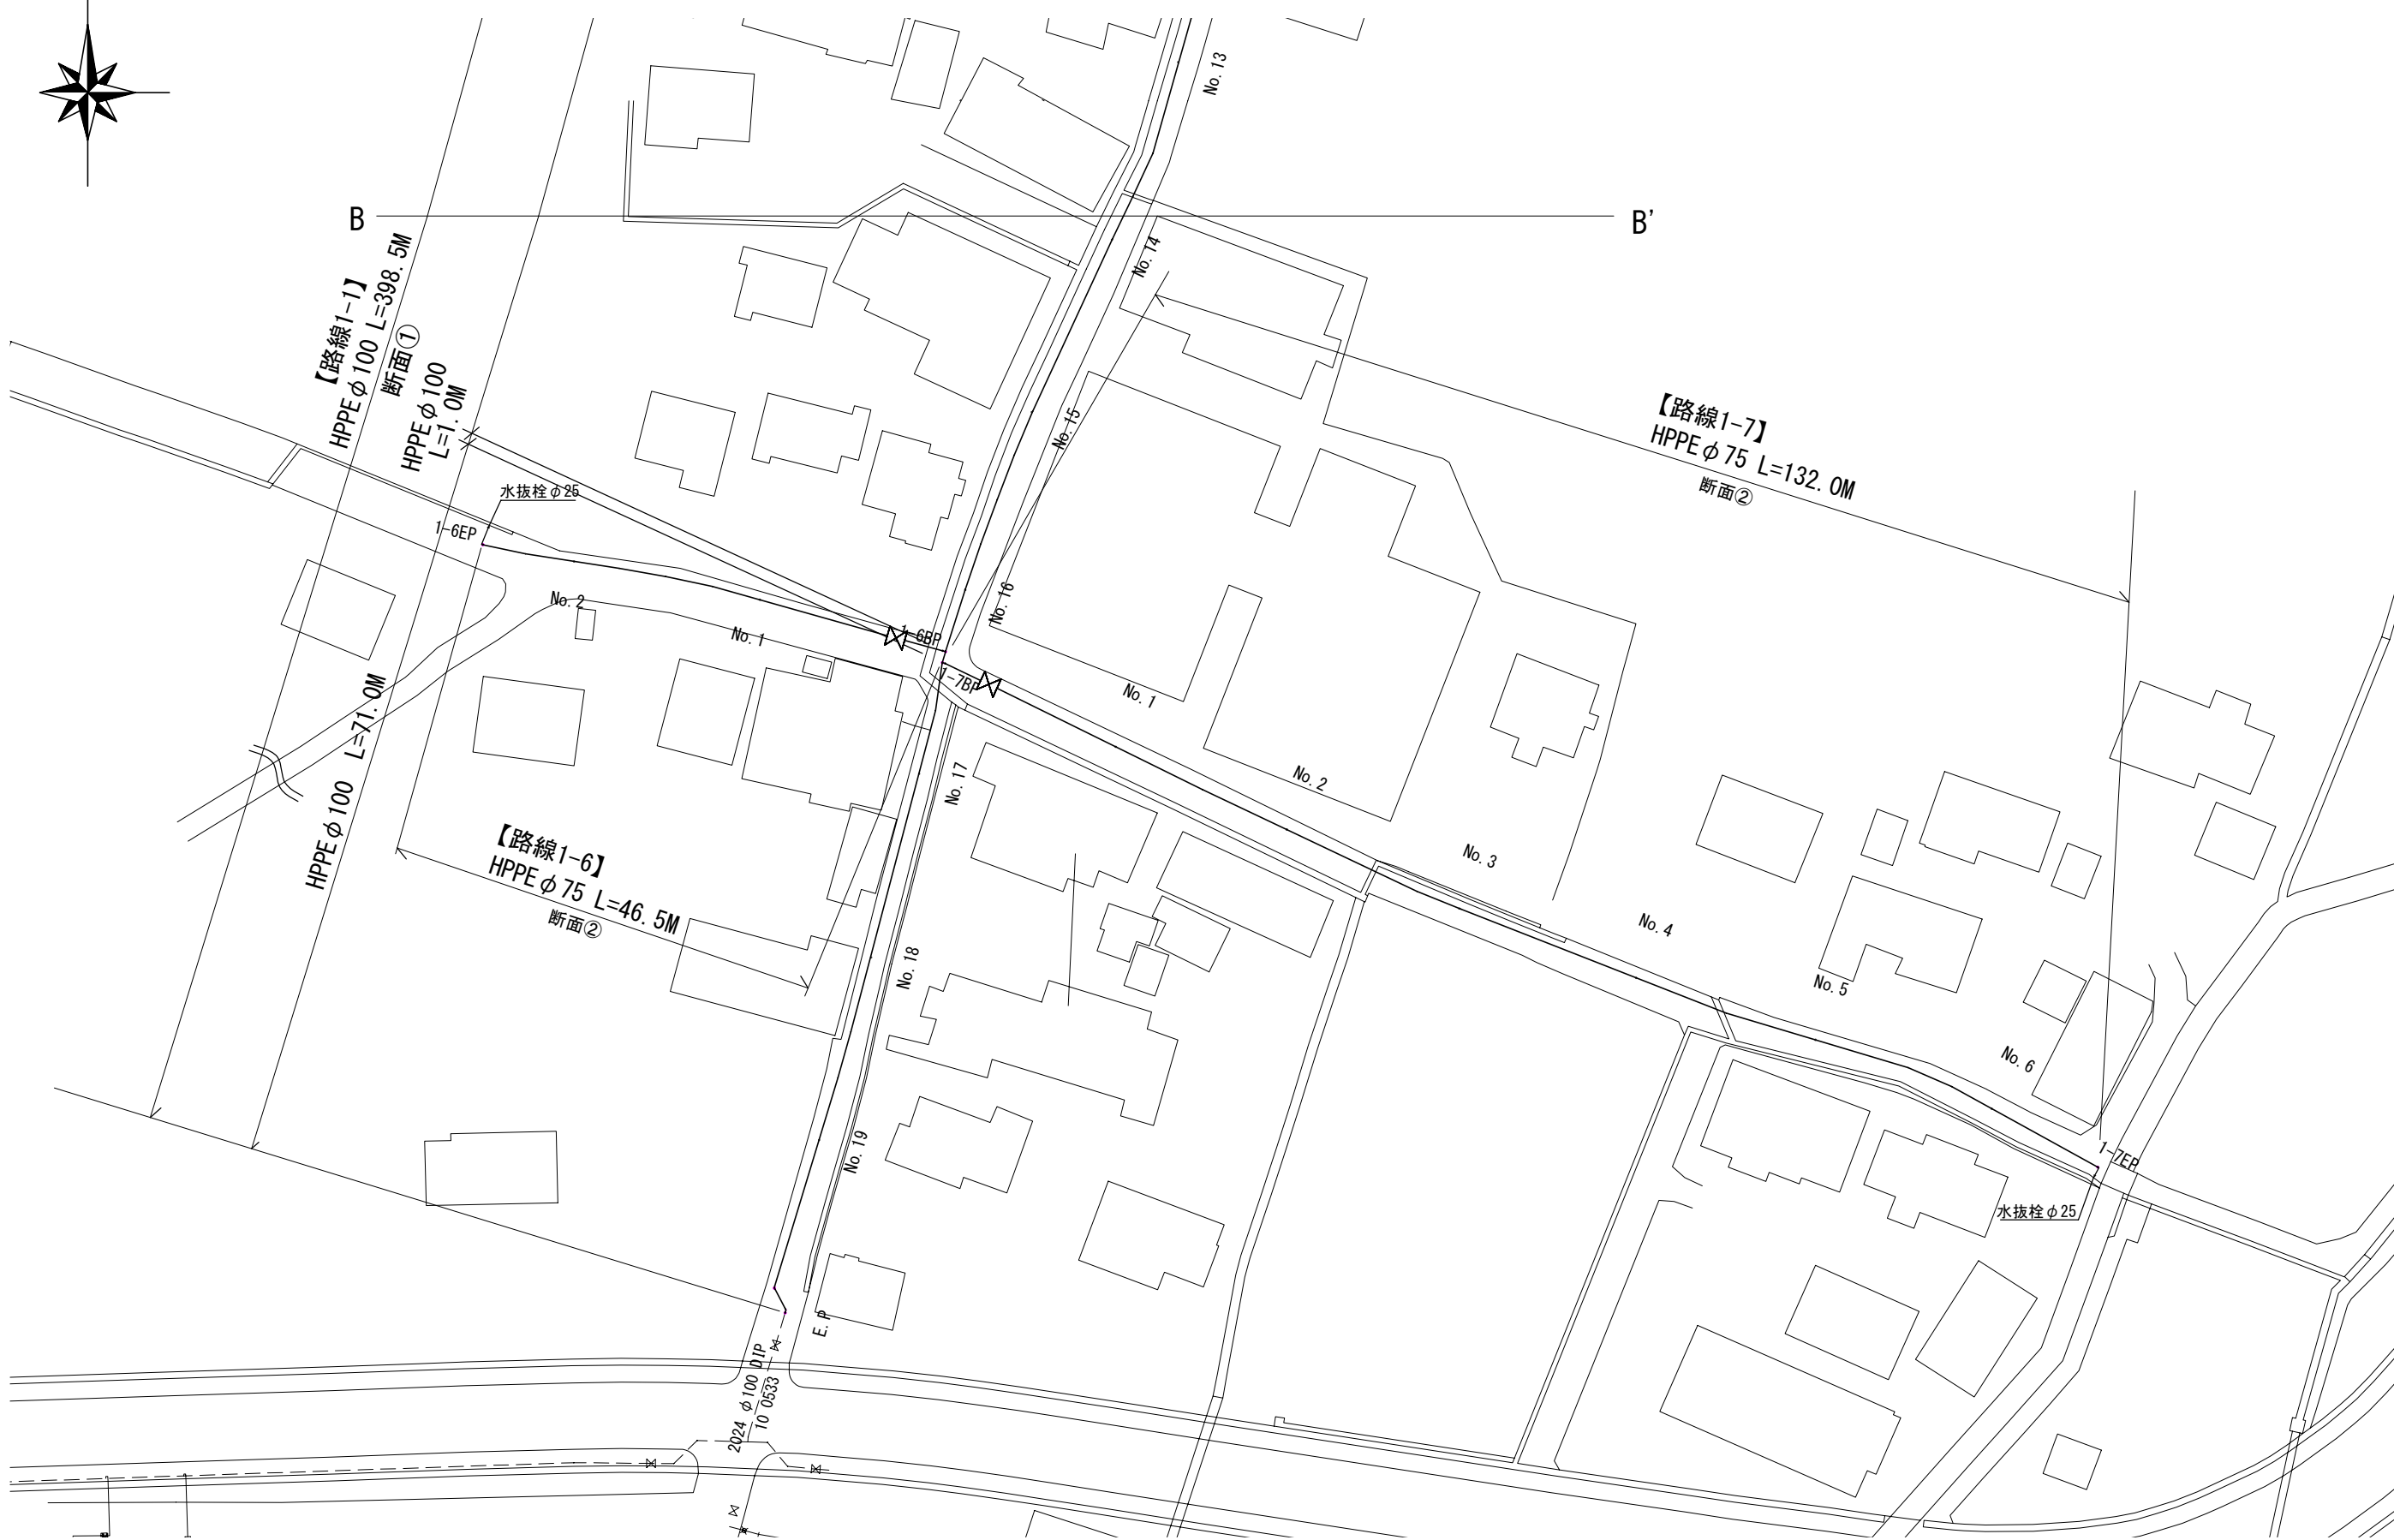 No.13
B
B'
No.14
【路線1-1】
HPPEφ100 L=398.5M
断面①
HPPEφ100
L=1.0M
No.15
【路線1-7】
HPPEφ75 L=132.0M
断面②
水抜栓φ25
1-6EP
No.2
No.1
No.16
1-6BP
1-7BP
No.1
No.2
No.3
No.4
No.5
No.6
HPPEφ100 L=71.0M
No.17
【路線1-6】
HPPEφ75 L=46.5M
断面②
No.18
No.19
1-7EP
水抜栓φ25
E.P
2024 φ100 DIP
10 0533